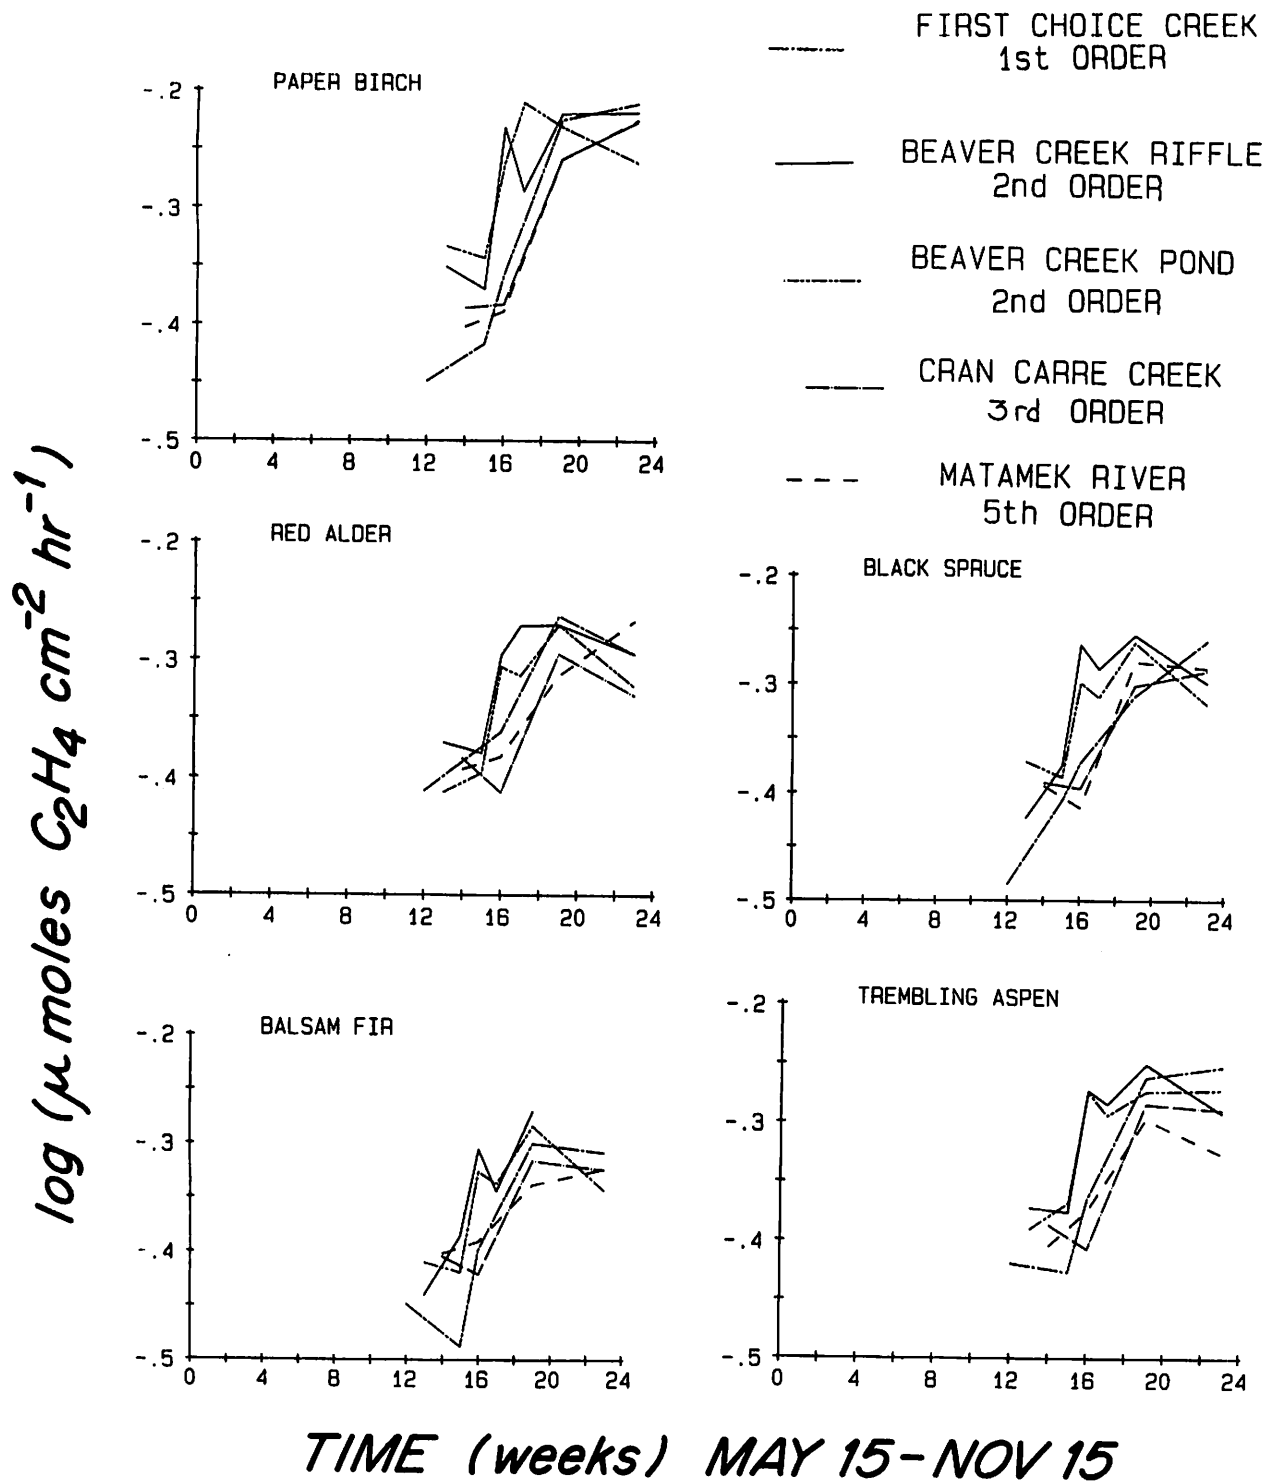 FIRST CHOICE CREEK
1st ORDER
BEAVER CREEK RIFFLE
2nd ORDER
BEAVER CREEK POND
2nd ORDER
CRAN CARRE CREEK
3rd ORDER
MATAMEK RIVER
5th ORDER
PAPER BIRCH
-.2
-.3
-.4
-.5
0 4 8 12 16 20 24
RED ALDER
-.2
-.3
-.4
-.5
0 4 8 12 16 20 24
BLACK SPRUCE
-.2
-.3
-.4
-.5
0 4 8 12 16 20 24
BALSAM FIR
-.2
-.3
-.4
-.5
0 4 8 12 16 20 24
TREMBLING ASPEN
-.2
-.3
-.4
-.5
0 4 8 12 16 20 24
log (μ moles C₂H₄ cm⁻² hr⁻¹)
TIME (weeks) MAY 15-NOV 15